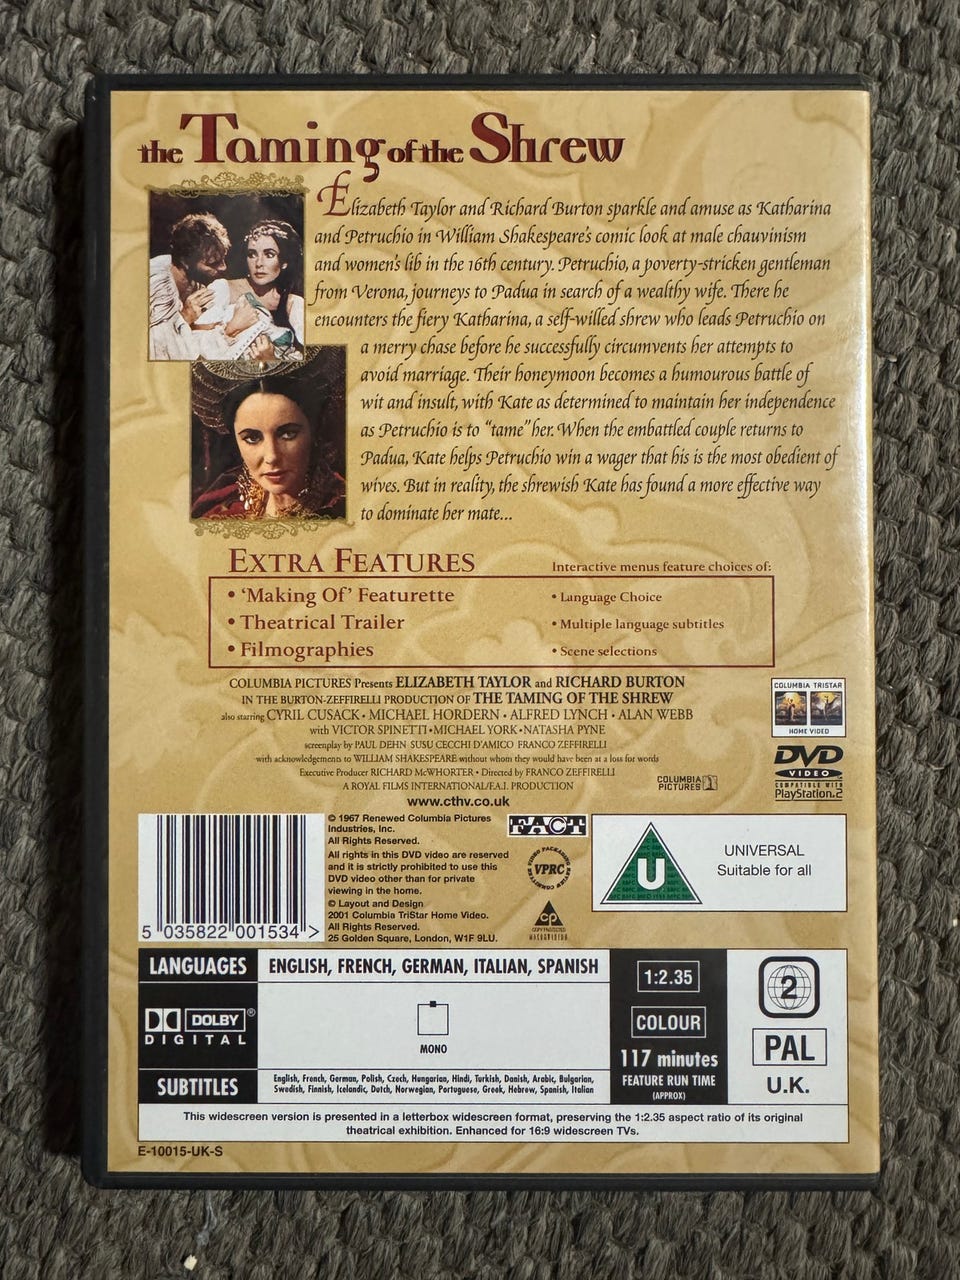 the Taming of the Shrew
Elizabeth Taylor and Richard Burton sparkle and amuse as Katharina
and Petruchio in William Shakespeare's comic look at male chauvinism
and women's lib in the 16th century. Petruchio, a poverty-stricken gentleman
from Verona, journeys to Padua in search of a wealthy wife. There he
encounters the fiery Katharina, a self-willed shrew who leads Petruchio on
a merry chase before he successfully circumvents her attempts to
avoid marriage. Their honeymoon becomes a humourous battle of
wit and insult, with Kate as determined to maintain her independence
as Petruchio is to "tame" her. When the embattled couple returns to
Padua, Kate helps Petruchio win a wager that his is the most obedient of
wives. But in reality, the shrewish Kate has found a more effective way
to dominate her mate...
EXTRA FEATURES
• 'Making Of' Featurette
• Theatrical Trailer
• Filmographies
Interactive menus feature choices of:
• Language Choice
• Multiple language subtitles
• Scene selections
COLUMBIA PICTURES Presents ELIZABETH TAYLOR and RICHARD BURTON
IN THE BURTON-ZEFFIRELLI PRODUCTION OF THE TAMING OF THE SHREW
also starring CYRIL CUSACK • MICHAEL HORDERN • ALFRED LYNCH • ALAN WEBB
with VICTOR SPINETTI • MICHAEL YORK • NATASHA PYNE
screenplay by PAUL DEHN SUSU CECCHI D'AMICO FRANCO ZEFFIRELLI
with acknowledgements to WILLIAM SHAKESPEARE without whom they would have been at a loss for words
Executive Producer RICHARD McWHORTER • Directed by FRANCO ZEFFIRELLI
A ROYAL FILMS INTERNATIONAL/F.A.I. PRODUCTION
www.cthv.co.uk
COLUMBIA
PICTURES
COLUMBIA TRISTAR
HOME VIDEO
DVD
VIDEO
COMPATIBLE WITH
PlayStation.2
5 035822 001534 >
© 1967 Renewed Columbia Pictures
Industries, Inc.
All Rights Reserved.
All rights in this DVD video are reserved
and it is strictly prohibited to use this
DVD video other than for private
viewing in the home.
© Layout and Design
2001 Columbia TriStar Home Video.
All Rights Reserved.
25 Golden Square, London, W1F 9LU.
FACT
VIDEO PACKAGING REVIEW COMMITTEE
VPRC
CP
COPY PROTECTED
MACROVISION
U
UNIVERSAL
Suitable for all
LANGUAGES
ENGLISH, FRENCH, GERMAN, ITALIAN, SPANISH
DOLBY®
DIGITAL
MONO
SUBTITLES
English, French, German, Polish, Czech, Hungarian, Hindi, Turkish, Danish, Arabic, Bulgarian,
Swedish, Finnish, Icelandic, Dutch, Norwegian, Portuguese, Greek, Hebrew, Spanish, Italian
1:2.35
COLOUR
117 minutes
FEATURE RUN TIME
(APPROX)
2
PAL
U.K.
This widescreen version is presented in a letterbox widescreen format, preserving the 1:2.35 aspect ratio of its original
theatrical exhibition. Enhanced for 16:9 widescreen TVs.
E-10015-UK-S